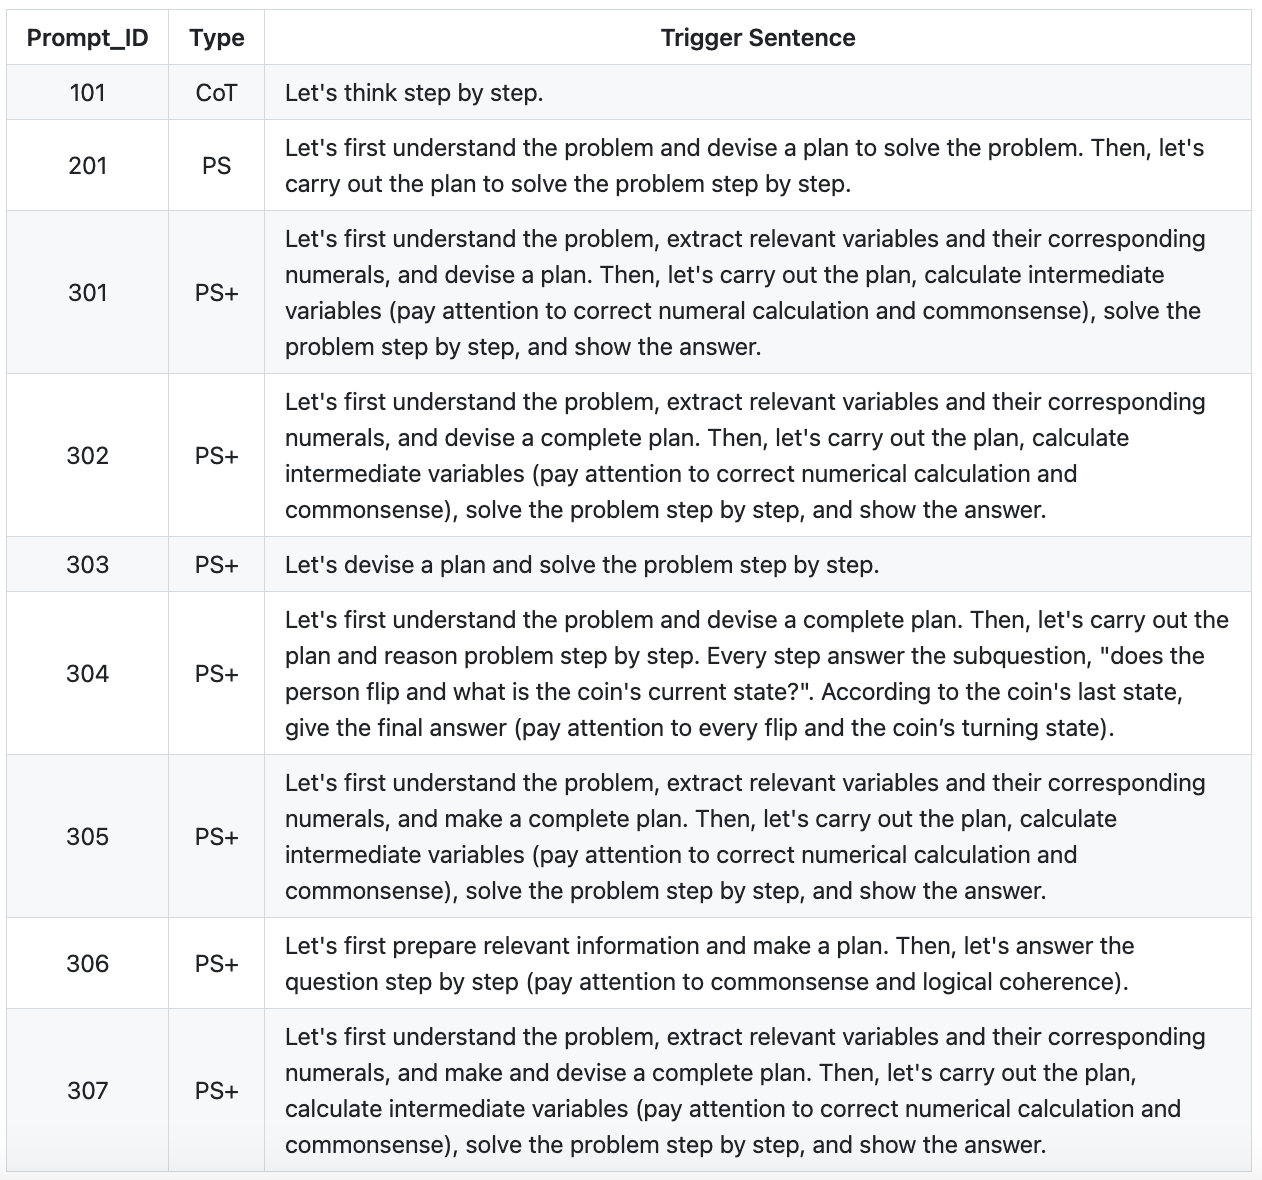 Prompt_ID Type Trigger Sentence
101 CoT Let's think step by step.
201 PS Let's first understand the problem and devise a plan to solve the problem. Then, let's
carry out the plan to solve the problem step by step.
301 PS+ Let's first understand the problem, extract relevant variables and their corresponding
numerals, and devise a plan. Then, let's carry out the plan, calculate intermediate
variables (pay attention to correct numeral calculation and commonsense), solve the
problem step by step, and show the answer.
302 PS+ Let's first understand the problem, extract relevant variables and their corresponding
numerals, and devise a complete plan. Then, let's carry out the plan, calculate
intermediate variables (pay attention to correct numerical calculation and
commonsense), solve the problem step by step, and show the answer.
303 PS+ Let's devise a plan and solve the problem step by step.
304 PS+ Let's first understand the problem and devise a complete plan. Then, let's carry out the
plan and reason problem step by step. Every step answer the subquestion, "does the
person flip and what is the coin's current state?". According to the coin's last state,
give the final answer (pay attention to every flip and the coin’s turning state).
305 PS+ Let's first understand the problem, extract relevant variables and their corresponding
numerals, and make a complete plan. Then, let's carry out the plan, calculate
intermediate variables (pay attention to correct numerical calculation and
commonsense), solve the problem step by step, and show the answer.
306 PS+ Let's first prepare relevant information and make a plan. Then, let's answer the
question step by step (pay attention to commonsense and logical coherence).
307 PS+ Let's first understand the problem, extract relevant variables and their corresponding
numerals, and make and devise a complete plan. Then, let's carry out the plan,
calculate intermediate variables (pay attention to correct numerical calculation and
commonsense), solve the problem step by step, and show the answer.